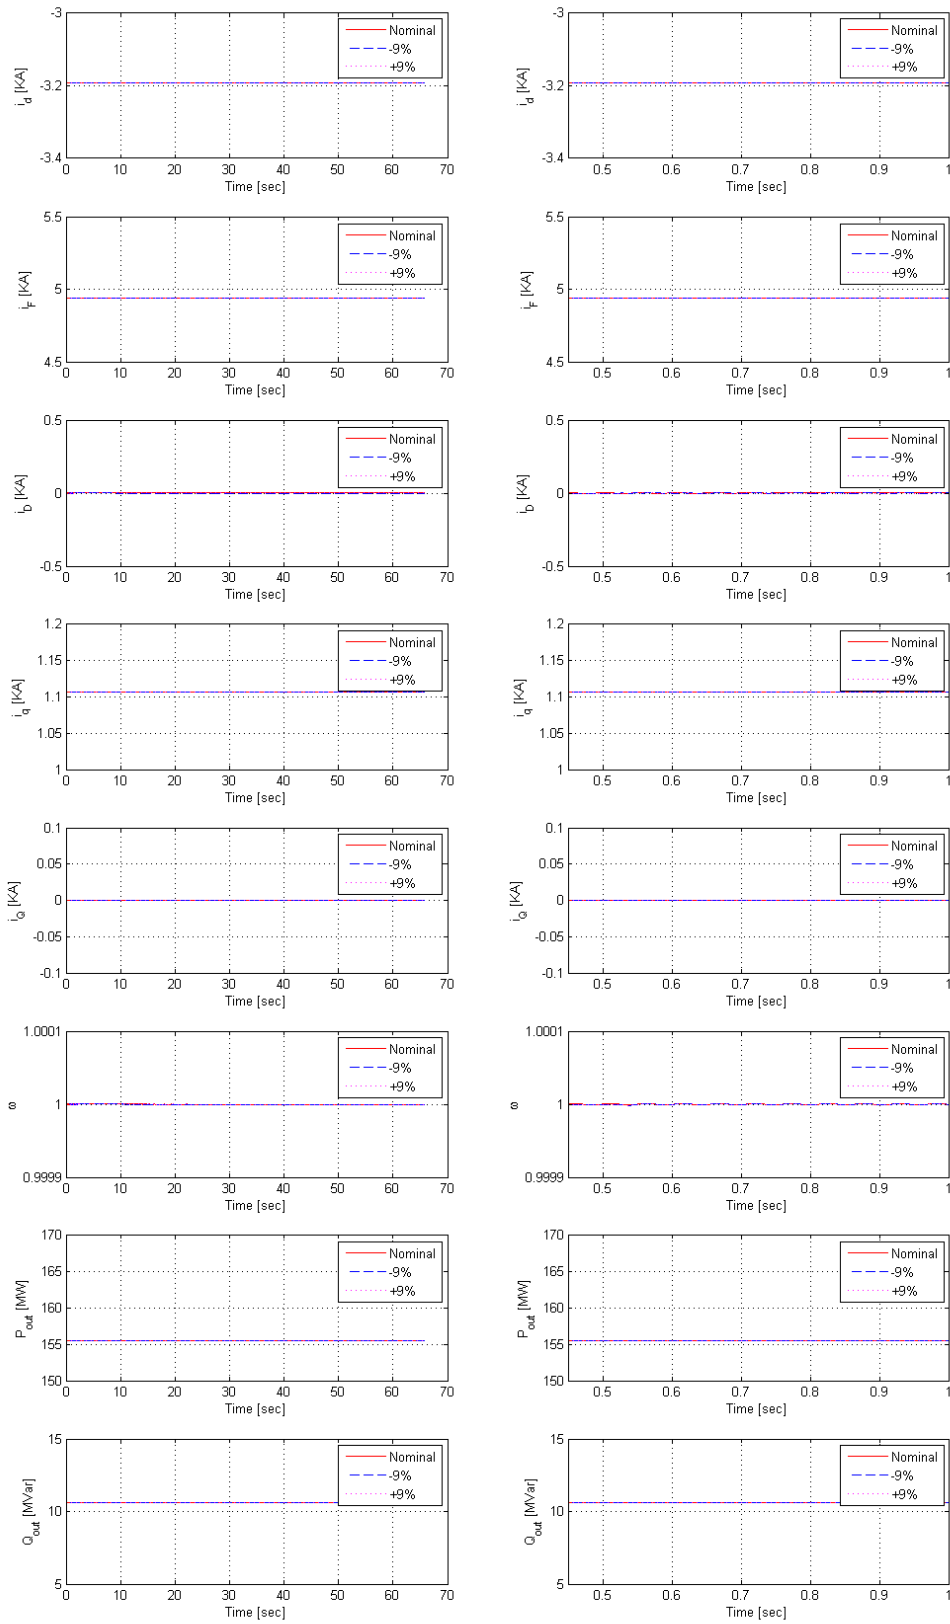 -3
-3.2
-3.4
i_d [KA]
Nominal
-9%
+9%
0 10 20 30 40 50 60 70
Time [sec]
-3
-3.2
-3.4
i_d [KA]
Nominal
-9%
+9%
0.5 0.6 0.7 0.8 0.9 1
Time [sec]
5.5
5
4.5
i_F [KA]
Nominal
-9%
+9%
0 10 20 30 40 50 60 70
Time [sec]
5.5
5
4.5
i_F [KA]
Nominal
-9%
+9%
0.5 0.6 0.7 0.8 0.9 1
Time [sec]
0.5
0
-0.5
i_D [KA]
Nominal
-9%
+9%
0 10 20 30 40 50 60 70
Time [sec]
0.5
0
-0.5
i_D [KA]
Nominal
-9%
+9%
0.5 0.6 0.7 0.8 0.9 1
Time [sec]
1.2
1.15
1.1
1.05
1
i_q [KA]
Nominal
-9%
+9%
0 10 20 30 40 50 60 70
Time [sec]
1.2
1.15
1.1
1.05
1
i_q [KA]
Nominal
-9%
+9%
0.5 0.6 0.7 0.8 0.9 1
Time [sec]
0.1
0.05
0
-0.05
-0.1
i_Q [KA]
Nominal
-9%
+9%
0 10 20 30 40 50 60 70
Time [sec]
0.1
0.05
0
-0.05
-0.1
i_Q [KA]
Nominal
-9%
+9%
0.5 0.6 0.7 0.8 0.9 1
Time [sec]
1.0001
1
0.9999
ω
Nominal
-9%
+9%
0 10 20 30 40 50 60 70
Time [sec]
1.0001
1
0.9999
ω
Nominal
-9%
+9%
0.5 0.6 0.7 0.8 0.9 1
Time [sec]
170
165
160
155
150
P_out [MW]
Nominal
-9%
+9%
0 10 20 30 40 50 60 70
Time [sec]
170
165
160
155
150
P_out [MW]
Nominal
-9%
+9%
0.5 0.6 0.7 0.8 0.9 1
Time [sec]
15
10
5
Q_out [MVar]
Nominal
-9%
+9%
0 10 20 30 40 50 60 70
Time [sec]
15
10
5
Q_out [MVar]
Nominal
-9%
+9%
0.5 0.6 0.7 0.8 0.9 1
Time [sec]